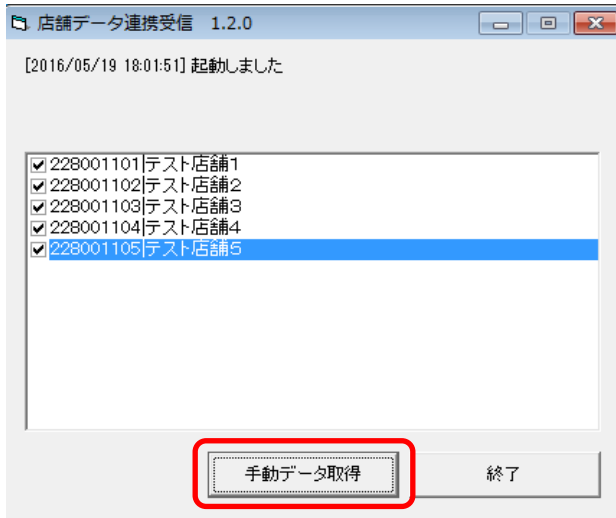 店舗データ連携受信 1.2.0
[2016/05/19 18:01:51] 起動しました
228001101|テスト店舗1
228001102|テスト店舗2
228001103|テスト店舗3
228001104|テスト店舗4
228001105|テスト店舗5
手動データ取得 終了